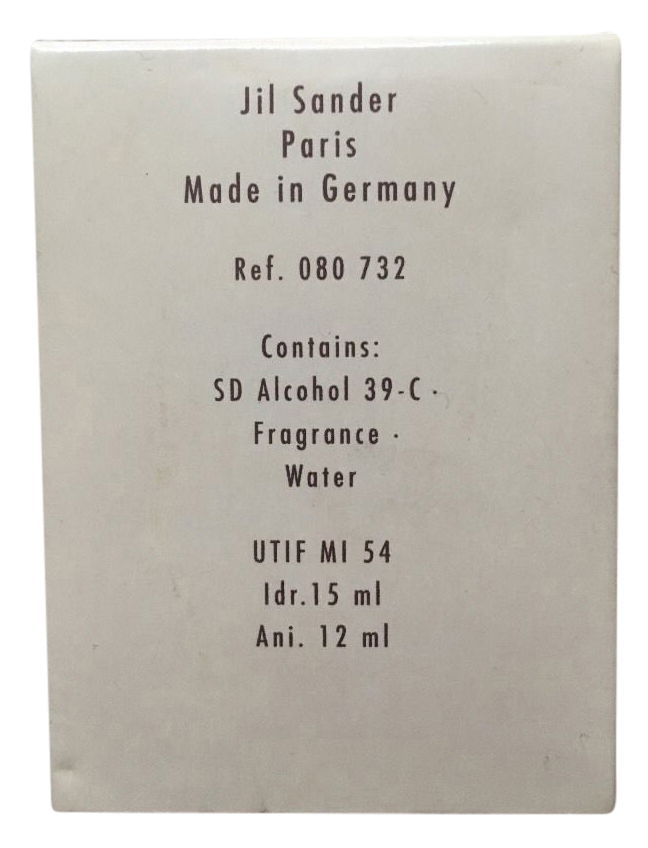 Jil Sander
Paris
Made in Germany
Ref. 080 732
Contains:
SD Alcohol 39-C ·
Fragrance ·
Water
UTIF MI 54
Idr.15 ml
Ani. 12 ml